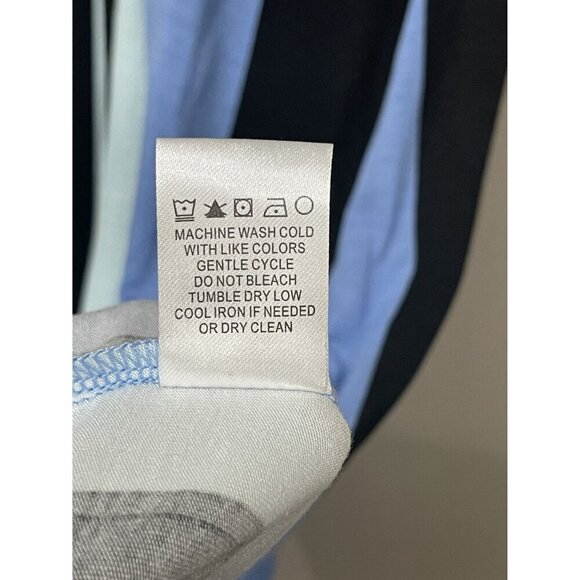 MACHINE WASH COLD
WITH LIKE COLORS
GENTLE CYCLE
DO NOT BLEACH
TUMBLE DRY LOW
COOL IRON IF NEEDED
OR DRY CLEAN